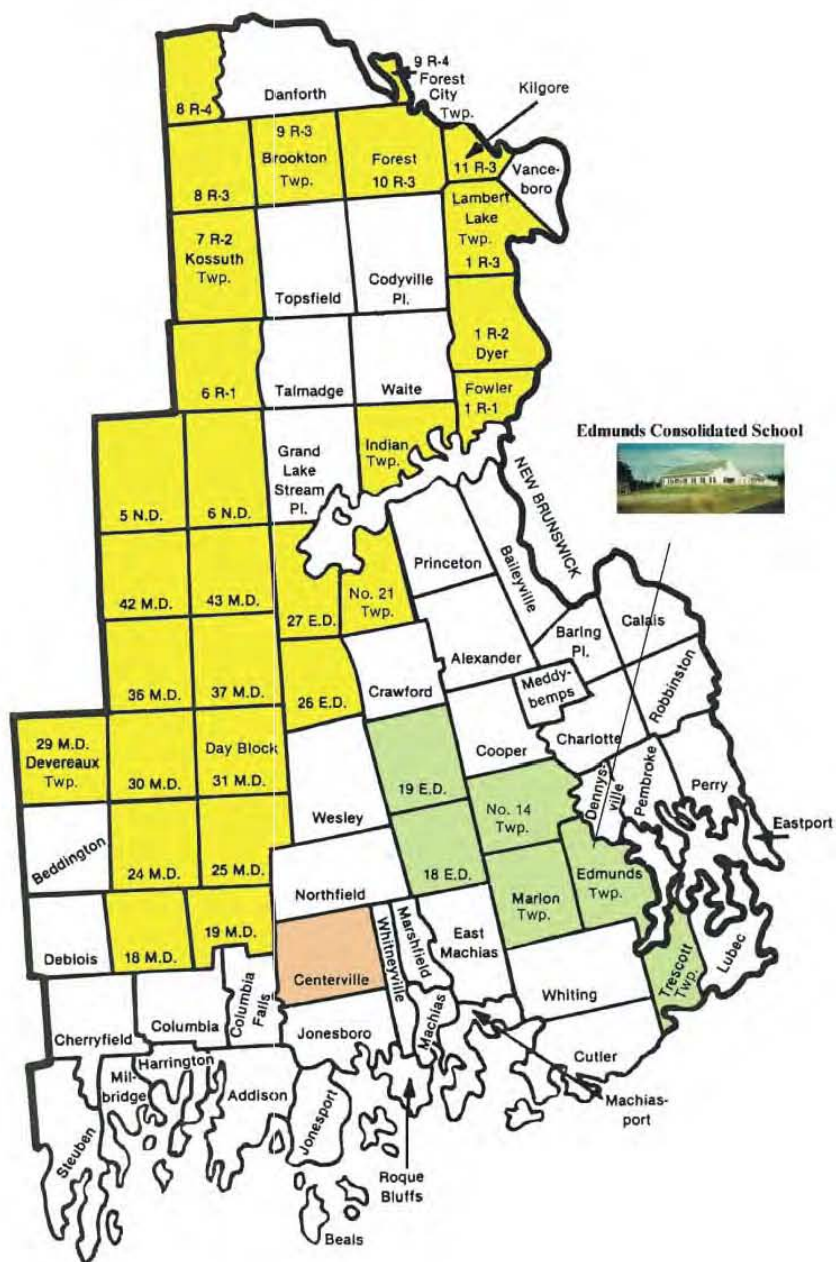 9 R-4
Forest
City
Twp.
Kilgore
8 R-4
Danforth
9 R-3
Brookton
Twp.
Forest
10 R-3
11 R-3
Vance-
boro
8 R-3
Lambert
Lake
Twp.
1 R-3
7 R-2
Kossuth
Twp.
Topsfield
Codyville
Pl.
1 R-2
Dyer
6 R-1
Talmadge
Waite
Fowler
1 R-1
Indian
Twp.
Grand
Lake
Stream
Pl.
Edmunds Consolidated School
NEW BRUNSWICK
5 N.D.
6 N.D.
Princeton
Baileyville
42 M.D.
43 M.D.
27 E.D.
No. 21
Twp.
Alexander
Baring
Pl.
Calais
36 M.D.
37 M.D.
26 E.D.
Crawford
Meddy-
bemps
Robbinston
29 M.D.
Devereaux
Twp.
30 M.D.
Day Block
31 M.D.
Wesley
19 E.D.
Cooper
Charlotte
Dennys-
ville
Pembroke
Perry
Eastport
Beddington
24 M.D.
25 M.D.
No. 14
Twp.
18 E.D.
Northfield
Marion
Twp.
Edmunds
Twp.
Deblois
18 M.D.
19 M.D.
Centerville
Whitneyville
Marshfield
East
Machias
Whiting
Trescott
Twp.
Lubec
Cherryfield
Columbia
Columbia
Falls
Jonesboro
Machias
Cutler
Machias-
port
Steuben
Mil-
bridge
Harrington
Addison
Jonesport
Roque
Bluffs
Beals